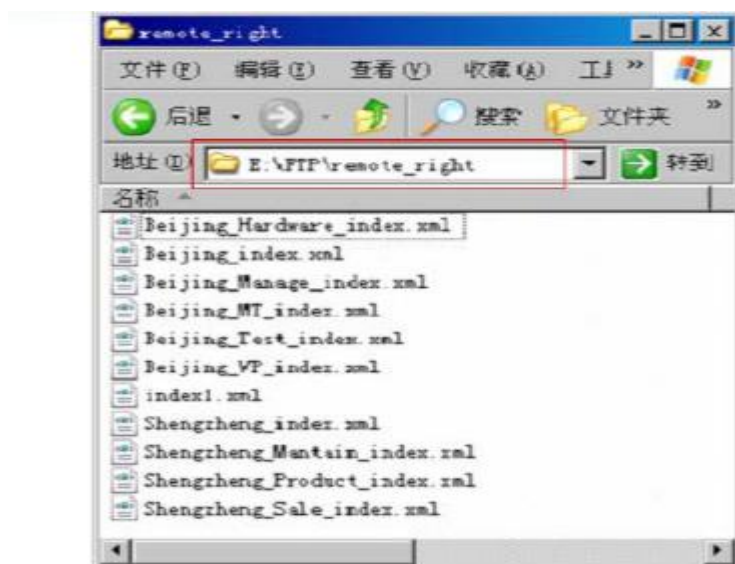 remote_right
文件(F) 编辑(E) 查看(V) 收藏(A) 工具 »
后退 搜索 文件夹 »
地址(D) E:\FTP\remote_right 转到
名称
Beijing_Hardware_index.xml
Beijing_index.xml
Beijing_Manage_index.xml
Beijing_MT_index.xml
Beijing_Test_index.xml
Beijing_VP_index.xml
index1.xml
Shengzheng_index.xml
Shengzheng_Mantain_index.xml
Shengzheng_Product_index.xml
Shengzheng_Sale_index.xml